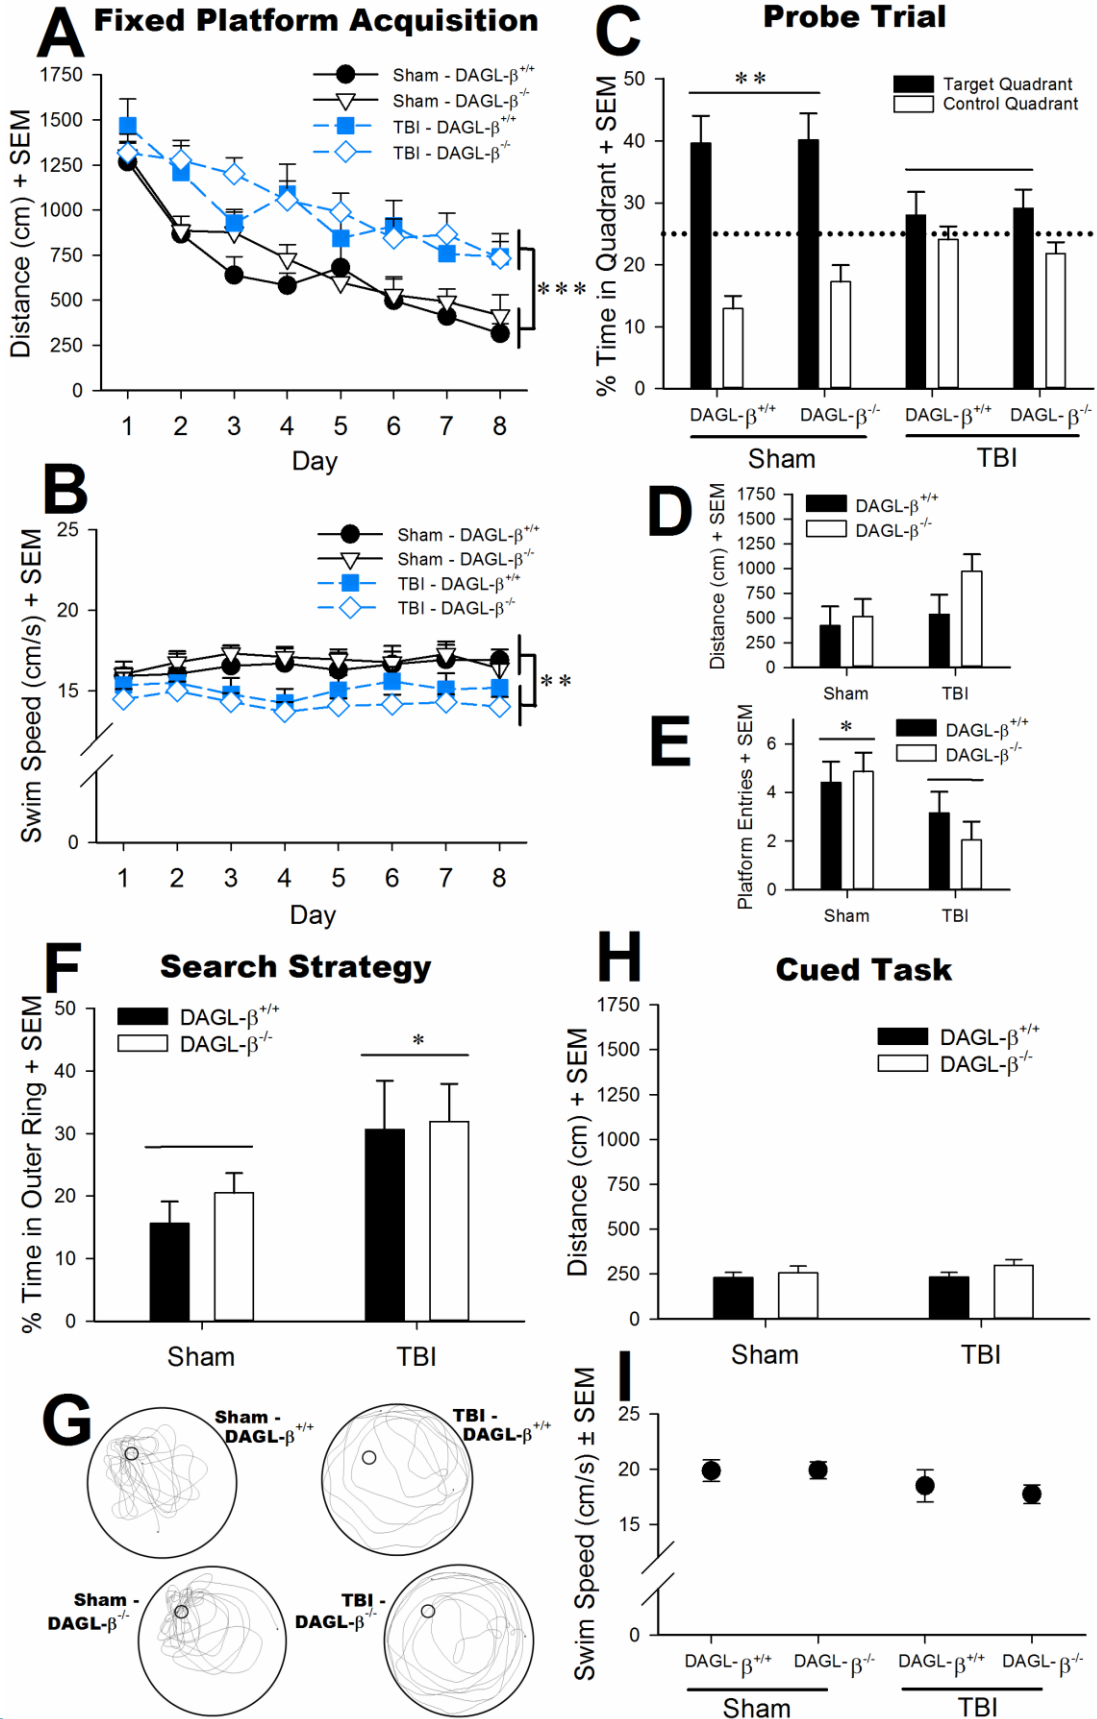 A Fixed Platform Acquisition
Distance (cm) + SEM
1750
1500
1250
1000
750
500
250
0
Sham - DAGL-β+/+
Sham - DAGL-β-/-
TBI - DAGL-β+/+
TBI - DAGL-β-/-
***
1 2 3 4 5 6 7 8
Day
B
Swim Speed (cm/s) + SEM
25
20
15
0
Sham - DAGL-β+/+
Sham - DAGL-β-/-
TBI - DAGL-β+/+
TBI - DAGL-β-/-
**
1 2 3 4 5 6 7 8
Day
C Probe Trial
% Time in Quadrant + SEM
50
40
30
20
10
0
**
Target Quadrant
Control Quadrant
DAGL-β+/+ DAGL-β-/- DAGL-β+/+ DAGL-β-/-
Sham TBI
D
Distance (cm) + SEM
1750
1500
1250
1000
750
500
250
0
DAGL-β+/+
DAGL-β-/-
Sham TBI
E
Platform Entries + SEM
6
4
2
0
*
DAGL-β+/+
DAGL-β-/-
Sham TBI
F Search Strategy
% Time in Outer Ring + SEM
50
40
30
20
10
0
DAGL-β+/+
DAGL-β-/-
*
Sham TBI
G
Sham -
DAGL-β+/+
TBI -
DAGL-β+/+
Sham -
DAGL-β-/-
TBI -
DAGL-β-/-
H Cued Task
Distance (cm) + SEM
1750
1500
1250
1000
750
500
250
0
DAGL-β+/+
DAGL-β-/-
Sham TBI
I
Swim Speed (cm/s) ± SEM
25
20
15
0
DAGL-β+/+ DAGL-β-/- DAGL-β+/+ DAGL-β-/-
Sham TBI